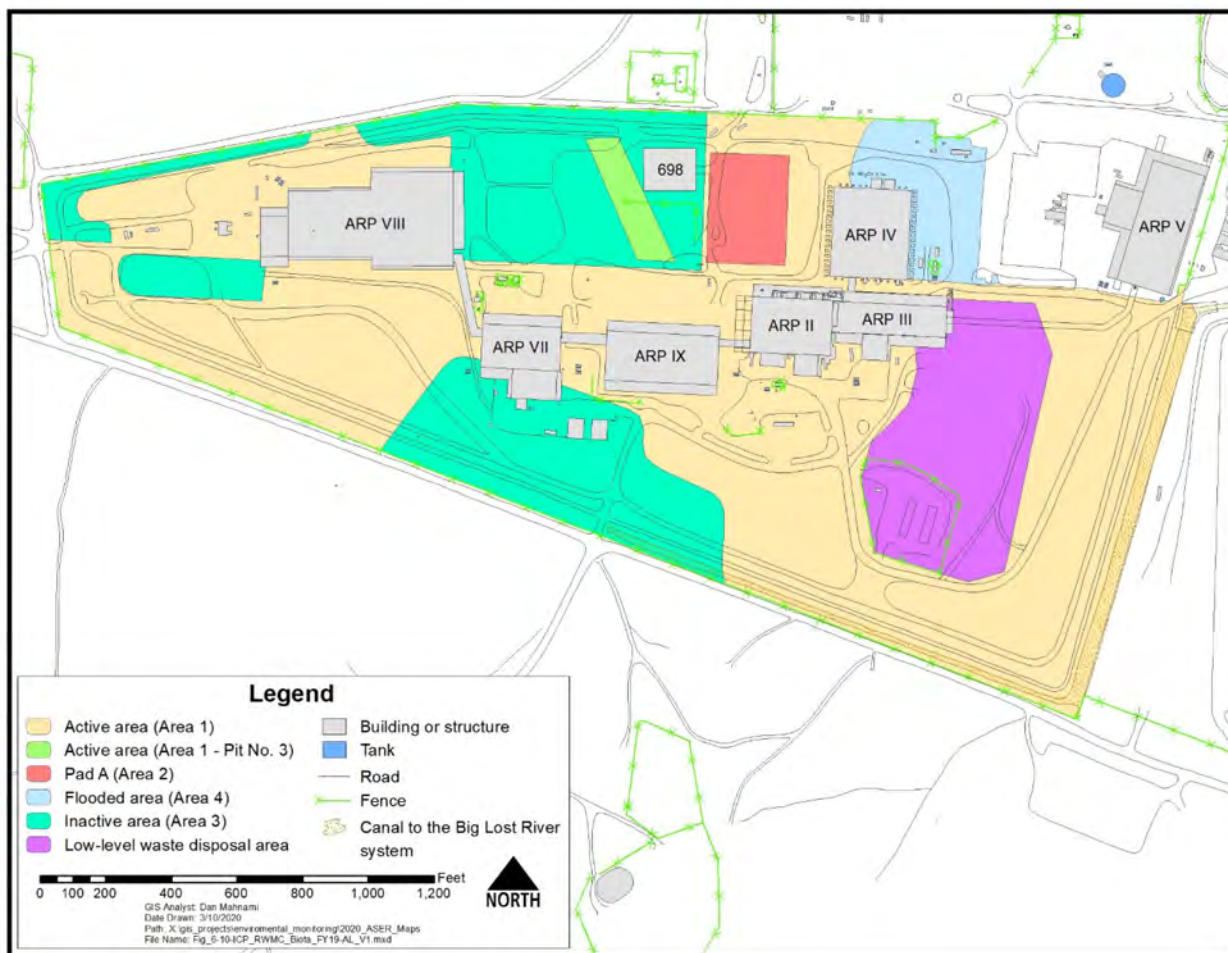 698
ARP VIII
ARP IV
ARP V
ARP II
ARP III
ARP VII
ARP IX
Legend
Active area (Area 1)
Active area (Area 1 - Pit No. 3)
Pad A (Area 2)
Flooded area (Area 4)
Inactive area (Area 3)
Low-level waste disposal area
Building or structure
Tank
Road
Fence
Canal to the Big Lost River
system
Feet
0 100 200 400 600 800 1,000 1,200
NORTH
GIS Analyst: Dan Mahnami
Date Drawn: 3/10/2020
Path: X:\gis_projects\enviromental_monitoring\2020_ASER_Maps
File Name: Fig_6-10-ICP_RWMC_Biota_FY19-AL_V1.mxd